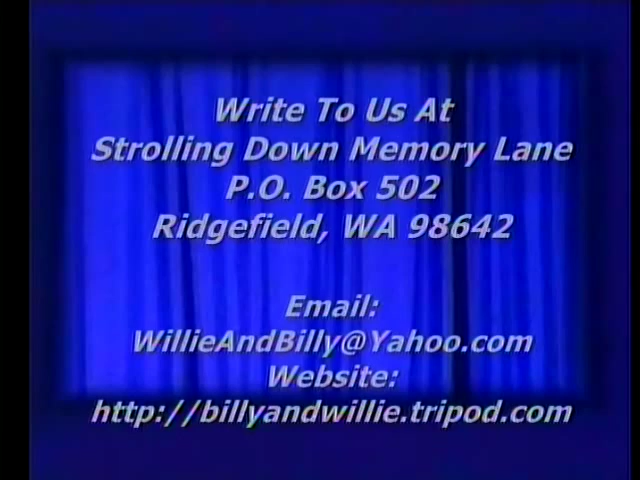 Write To Us At
Strolling Down Memory Lane
P.O. Box 502
Ridgefield, WA 98642
Email:
WillieAndBilly@Yahoo.com
Website:
http://billyandwillie.tripod.com